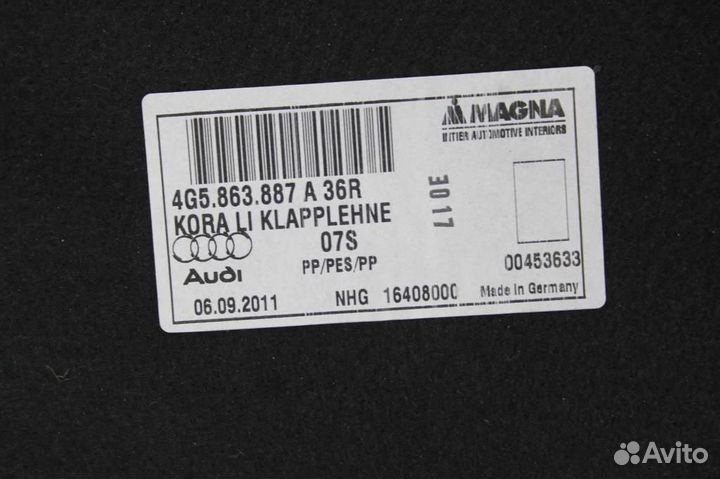 MAGNA
INTIER AUTOMOTIVE INTERIORS
4G5.863.887 A 36R
KORA LI KLAPPLEHNE
07S
3017
PP/PES/PP
Audi
00453633
06.09.2011 NHG 16408000 Made in Germany
Avito